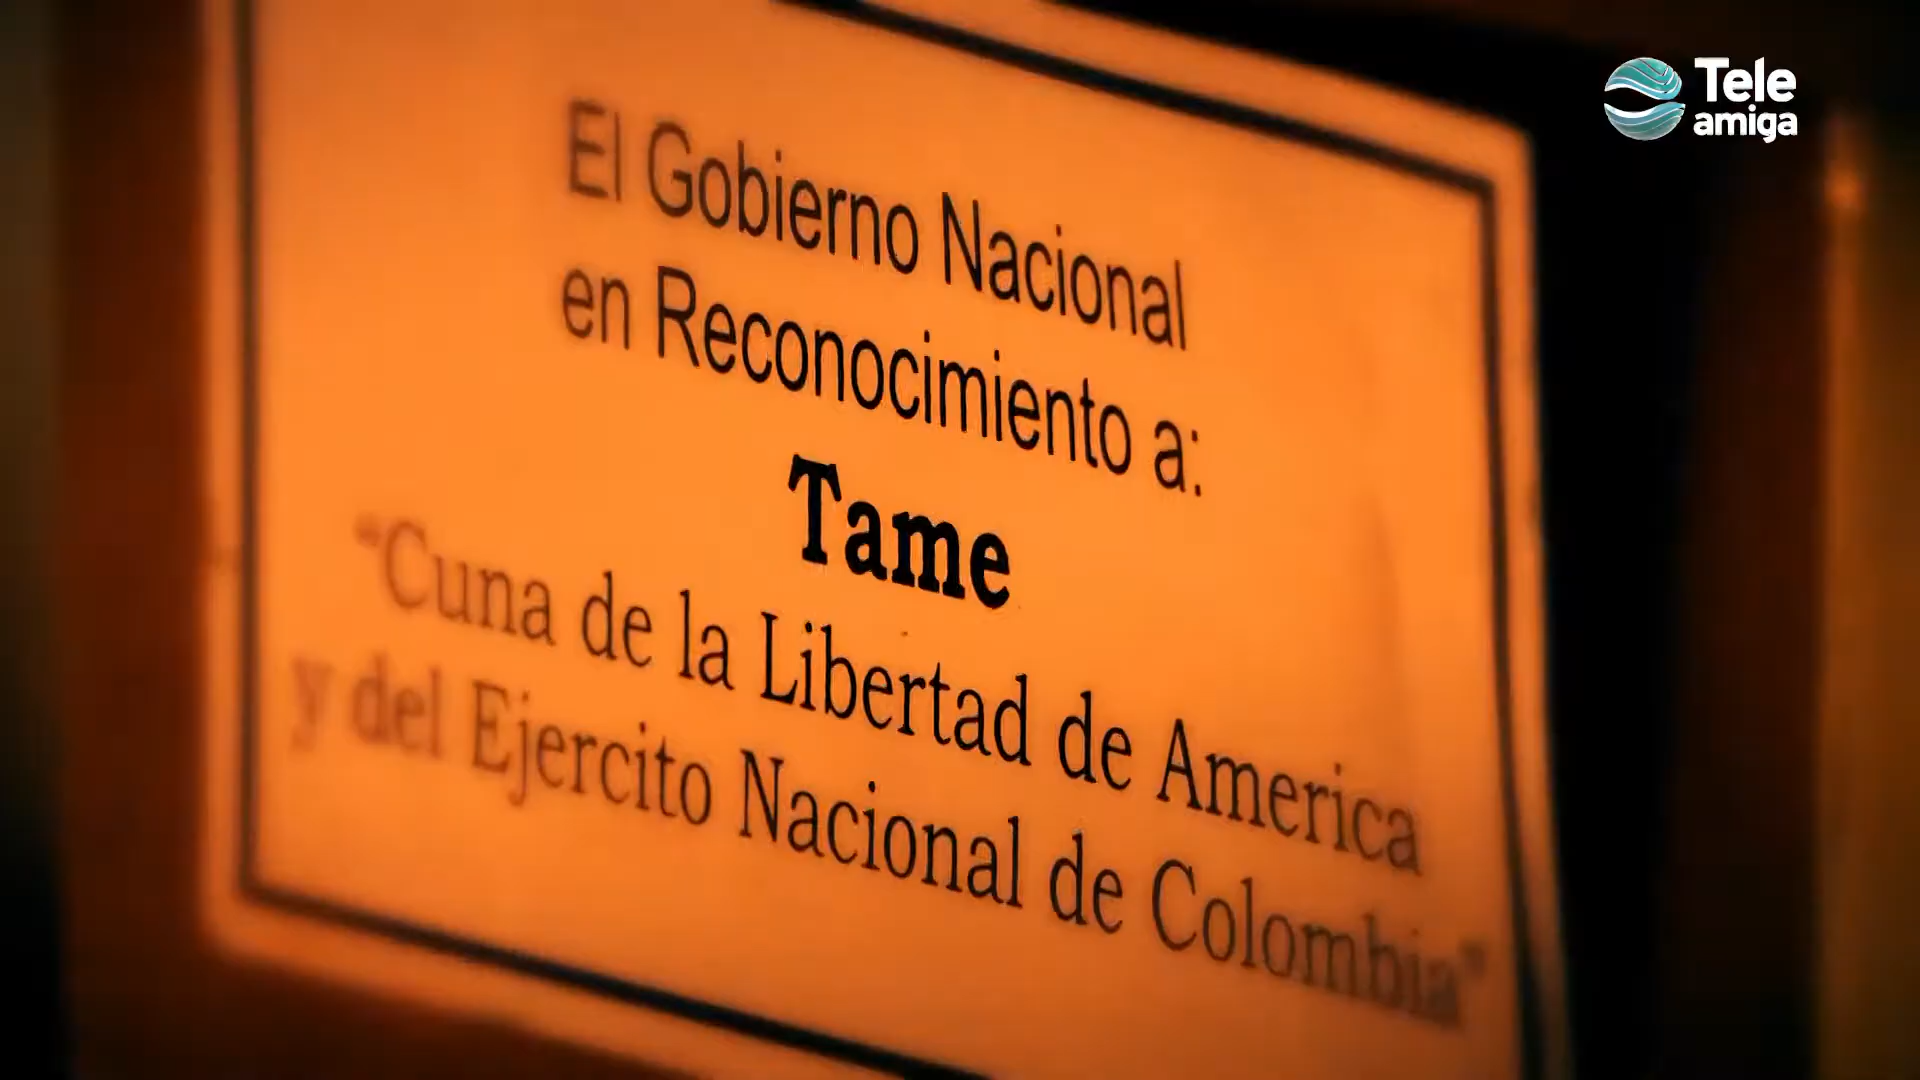 Tele
amiga
El Gobierno Nacional
en Reconocimiento a:
Tame
"Cuna de la Libertad de America
y del Ejercito Nacional de Colombia"